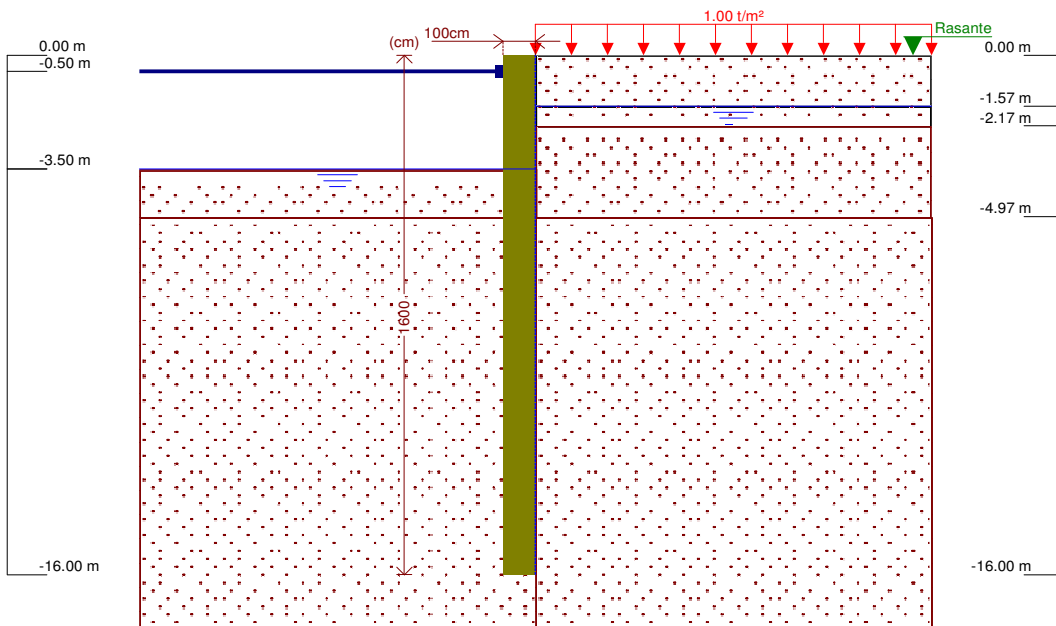 1.00 t/m²
Rasante
100cm
(cm)
0.00 m
0.00 m
-0.50 m
-1.57 m
-2.17 m
-3.50 m
-4.97 m
1600
-16.00 m
-16.00 m